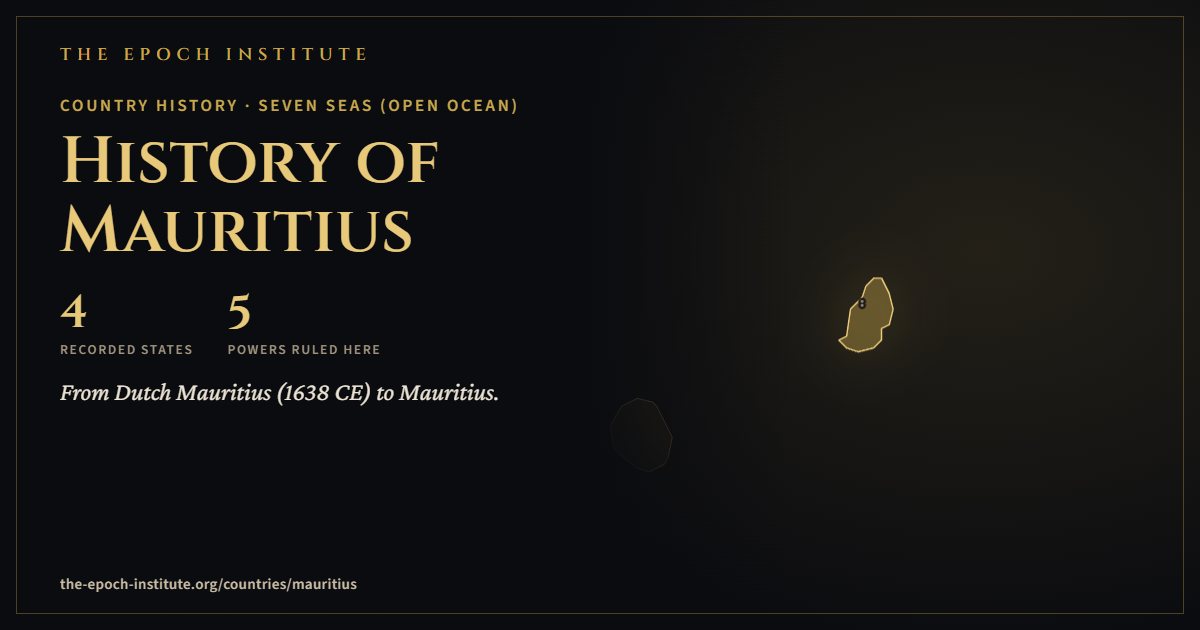 THE EPOCH INSTITUTE
COUNTRY HISTORY · SEVEN SEAS (OPEN OCEAN)
History of
Mauritius
4 5
RECORDED STATES POWERS RULED HERE
From Dutch Mauritius (1638 CE) to Mauritius.
the-epoch-institute.org/countries/mauritius